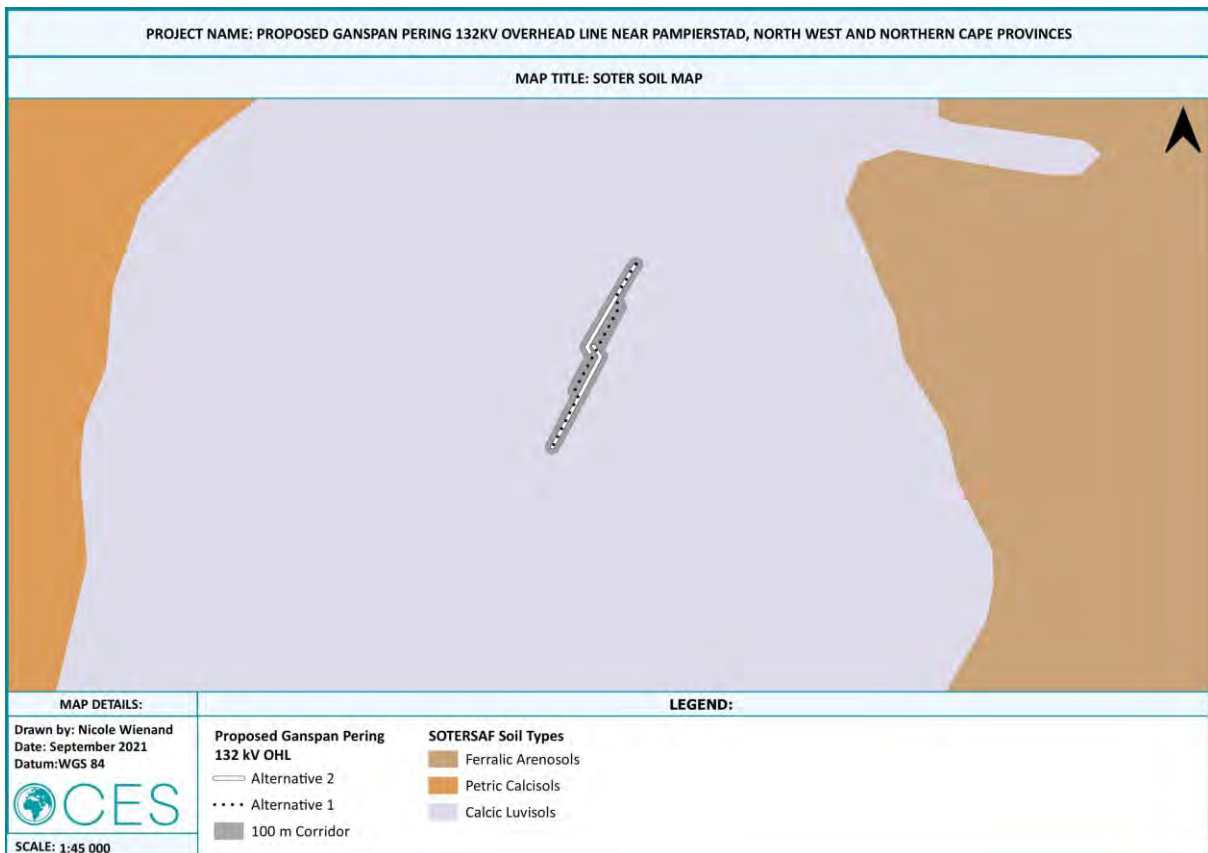 PROJECT NAME: PROPOSED GANSPAN PERING 132KV OVERHEAD LINE NEAR PAMPIERSTAD, NORTH WEST AND NORTHERN CAPE PROVINCES
MAP TITLE: SOTER SOIL MAP
MAP DETAILS:
Drawn by: Nicole Wienand
Date: September 2021
Datum:WGS 84
CES
SCALE: 1:45 000
LEGEND:
Proposed Ganspan Pering
132 kV OHL
Alternative 2
Alternative 1
100 m Corridor
SOTERSAF Soil Types
Ferralic Arenosols
Petric Calcisols
Calcic Luvisols